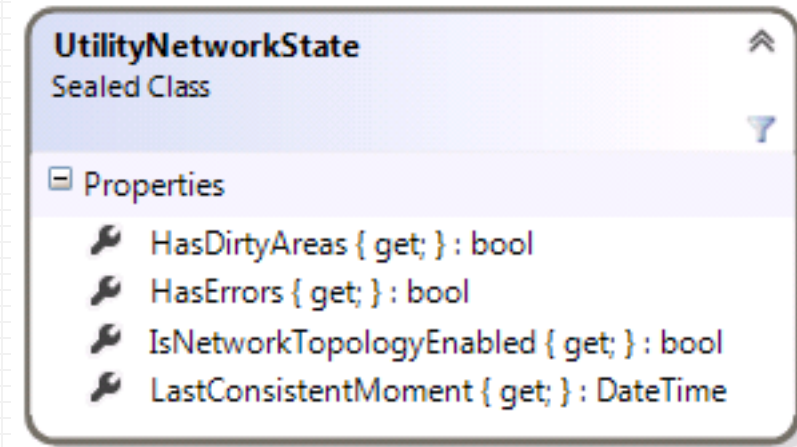 UtilityNetworkState
Sealed Class
Properties
HasDirtyAreas { get; } : bool
HasErrors { get; } : bool
IsNetworkTopologyEnabled { get; } : bool
LastConsistentMoment { get; } : DateTime